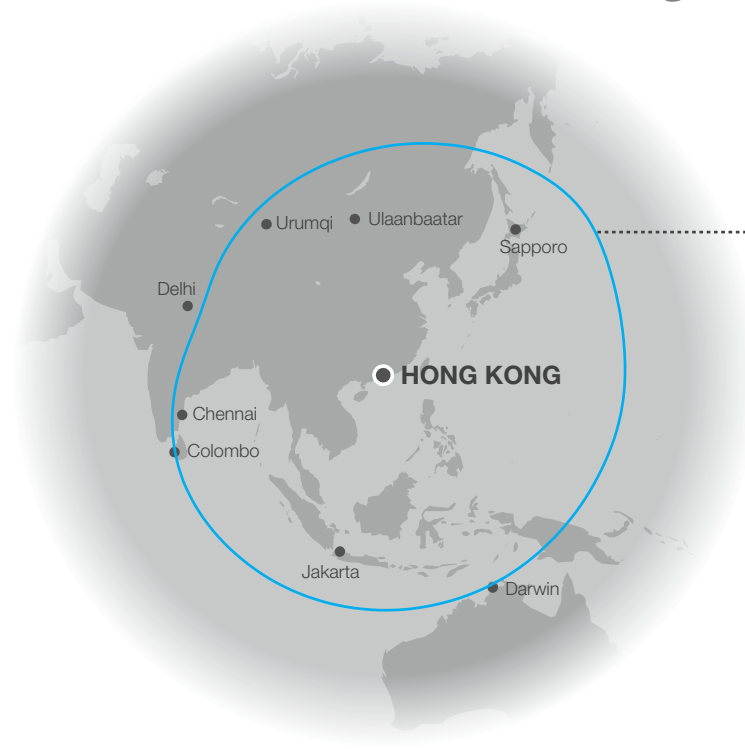 Urumqi
Ulaanbaatar
Sapporo
Delhi
HONG KONG
Chennai
Colombo
Jakarta
Darwin